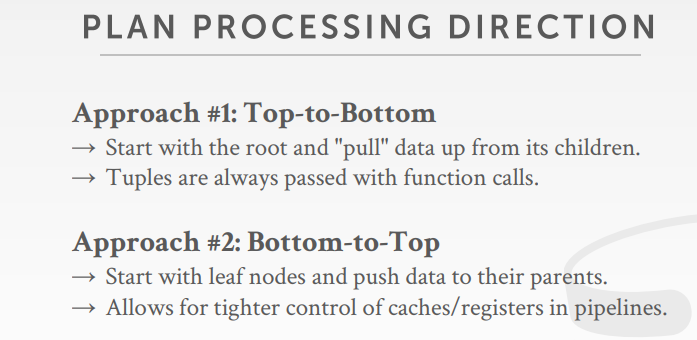 PLAN PROCESSING DIRECTION
Approach #1: Top-to-Bottom
→ Start with the root and "pull" data up from its children.
→ Tuples are always passed with function calls.
Approach #2: Bottom-to-Top
→ Start with leaf nodes and push data to their parents.
→ Allows for tighter control of caches/registers in pipelines.